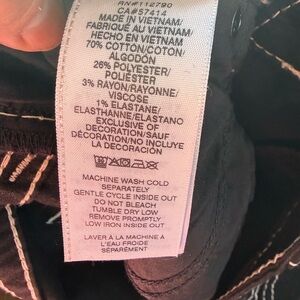 RN#112790
CA#57414
MADE IN VIETNAM/
FABRIQUÉ AU VIETNAM/
HECHO EN VIETNAM
70% COTTON/COTON/
ALGODÓN
26% POLYESTER/
POLIÉSTER
3% RAYON/RAYONNE/
VISCOSE
1% ELASTANE/
ELASTHANNE/ELASTANO
EXCLUSIVE OF
DECORATION/SAUF
DÉCORATION/NO INCLUYE
LA DECORACIÓN
MACHINE WASH COLD
SEPARATELY
GENTLE CYCLE INSIDE OUT
DO NOT BLEACH
TUMBLE DRY LOW
REMOVE PROMPTLY
LOW IRON INSIDE OUT
LAVER À LA MACHINE À
L'EAU FROIDE
SÉPARÉMENT